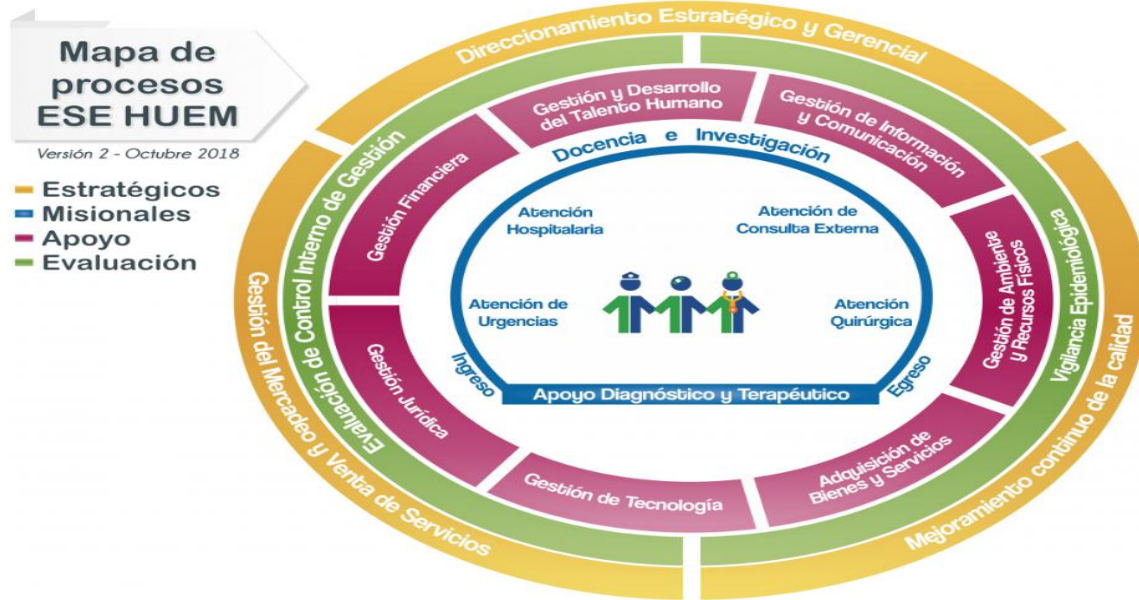 Mapa de
procesos
ESE HUEM
Versión 2 - Octubre 2018
Estratégicos
Misionales
Apoyo
Evaluación
Direccionamiento Estratégico y Gerencial
Gestión del Mercadeo y Venta de Servicios
Mejoramiento continuo de la calidad
Evaluación de Control Interno de Gestión
Vigilancia Epidemiológica
Gestión Financiera
Gestión y Desarrollo
del Talento Humano
Gestión de Información
y Comunicación
Gestión de Ambiente
y Recursos Físicos
Adquisición de
Bienes y Servicios
Gestión de Tecnología
Gestión Jurídica
Docencia e Investigación
Atención
Hospitalaria
Atención de
Consulta Externa
Atención de
Urgencias
Atención
Quirúrgica
Ingreso
Egreso
Apoyo Diagnóstico y Terapéutico